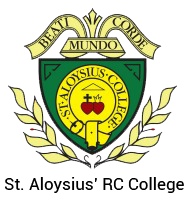 BEATI MUNDO CORDE
ST. ALOYSIUS COLLEGE
St. Aloysius' RC College